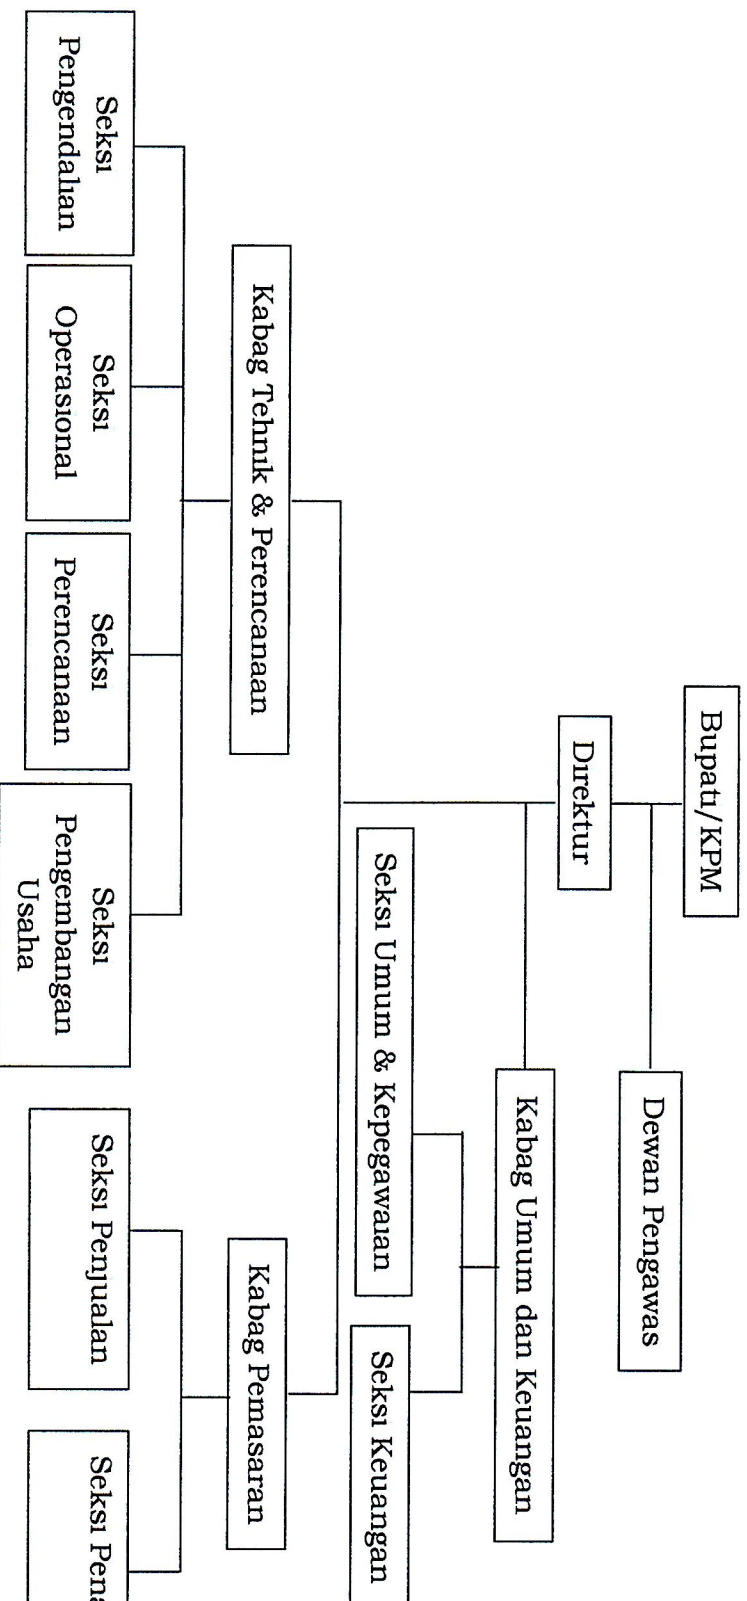 Bupati/KPM
Dewan Pengawas
Direktur
Kabag Umum dan Keuangan
Seksi Umum & Kepegawaian
Seksi Keuangan
Kabag Tehnik & Perencanaan
Kabag Pemasaran
Seksi
Pengendalian
Seksi
Operasional
Seksi
Perencanaan
Seksi
Pengembangan
Usaha
Seksi Penjualan
Seksi